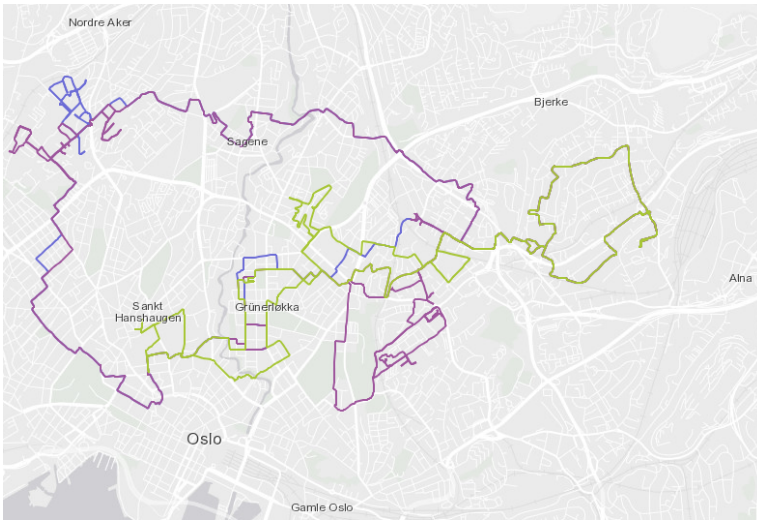 Nordre Aker
Bjerke
Sagene
Alna
Sankt
Hanshaugen
Grünerløkka
Oslo
Gamle Oslo